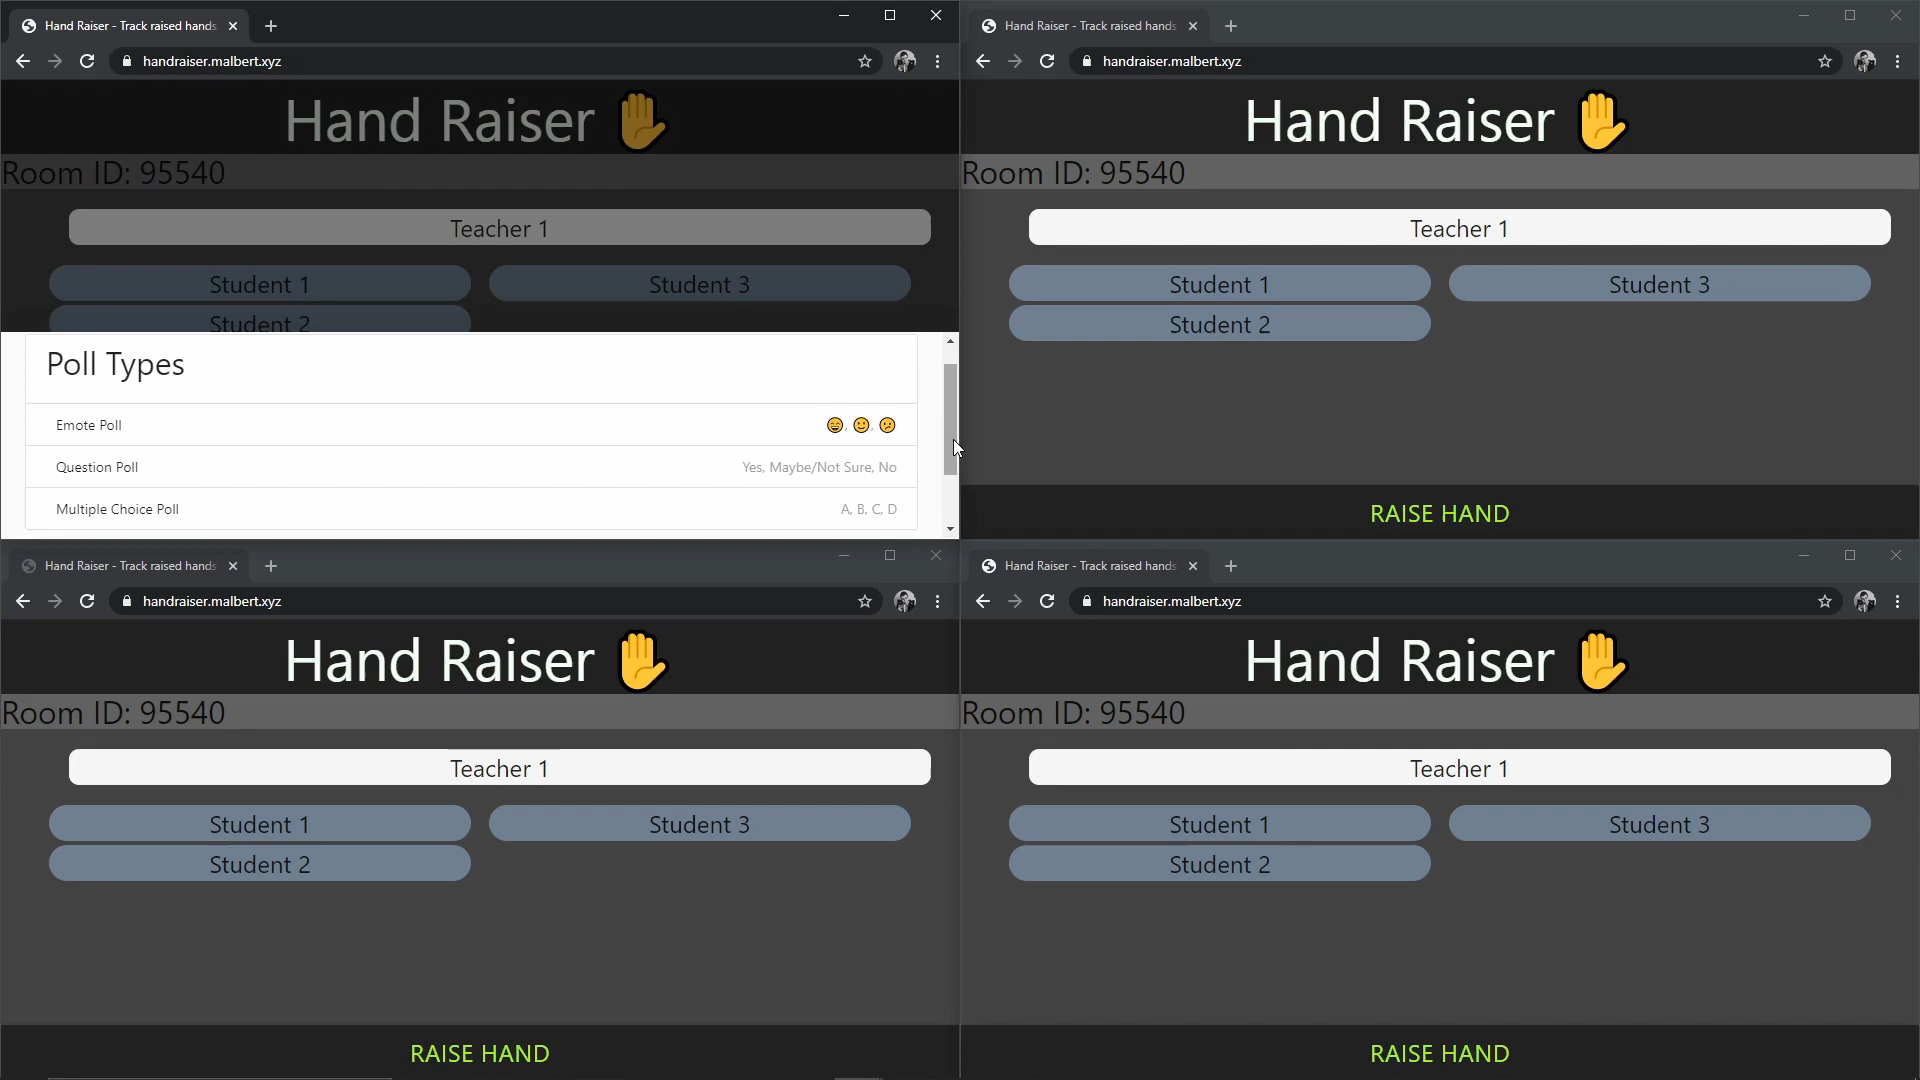 Hand Raiser - Track raised hands
handraiser.malbert.xyz
Hand Raiser
Room ID: 95540
Teacher 1
Student 1
Student 3
Student 2
Poll Types
Emote Poll
Question Poll
Yes, Maybe/Not Sure, No
Multiple Choice Poll
A, B, C, D
Hand Raiser - Track raised hands
handraiser.malbert.xyz
Hand Raiser
Room ID: 95540
Teacher 1
Student 1
Student 3
Student 2
RAISE HAND
Hand Raiser - Track raised hands
handraiser.malbert.xyz
Hand Raiser
Room ID: 95540
Teacher 1
Student 1
Student 3
Student 2
RAISE HAND
Hand Raiser - Track raised hands
handraiser.malbert.xyz
Hand Raiser
Room ID: 95540
Teacher 1
Student 1
Student 3
Student 2
RAISE HAND